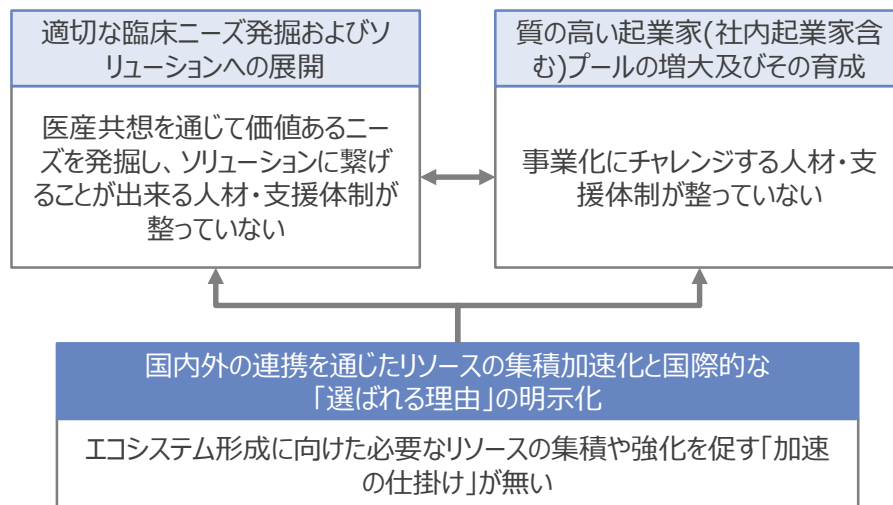 適切な臨床ニーズ発掘およびソ
リューションへの展開
医産共想を通じて価値あるニー
ズを発掘し、ソリューションに繋げ
ることが出来る人材・支援体制が
整っていない
質の高い起業家(社内起業家含
む)プールの増大及びその育成
事業化にチャレンジする人材・支
援体制が整っていない
国内外の連携を通じたリソースの集積加速化と国際的な
「選ばれる理由」の明示化
エコシステム形成に向けた必要なリソースの集積や強化を促す「加速
の仕掛け」が無い